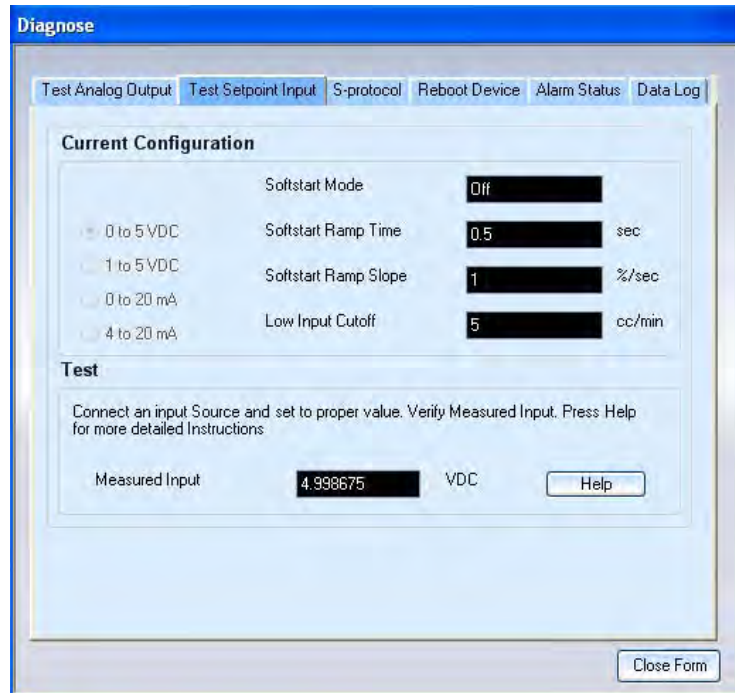 Diagnose
Test Analog Output Test Setpoint Input S-protocol Reboot Device Alarm Status Data Log
Current Configuration
Softstart Mode Off
0 to 5 VDC Softstart Ramp Time 0.5 sec
1 to 5 VDC Softstart Ramp Slope 1 %/sec
0 to 20 mA
Low Input Cutoff 5 cc/min
4 to 20 mA
Test
Connect an input Source and set to proper value. Verify Measured Input. Press Help
for more detailed Instructions
Measured Input 4.998675 VDC Help
Close Form